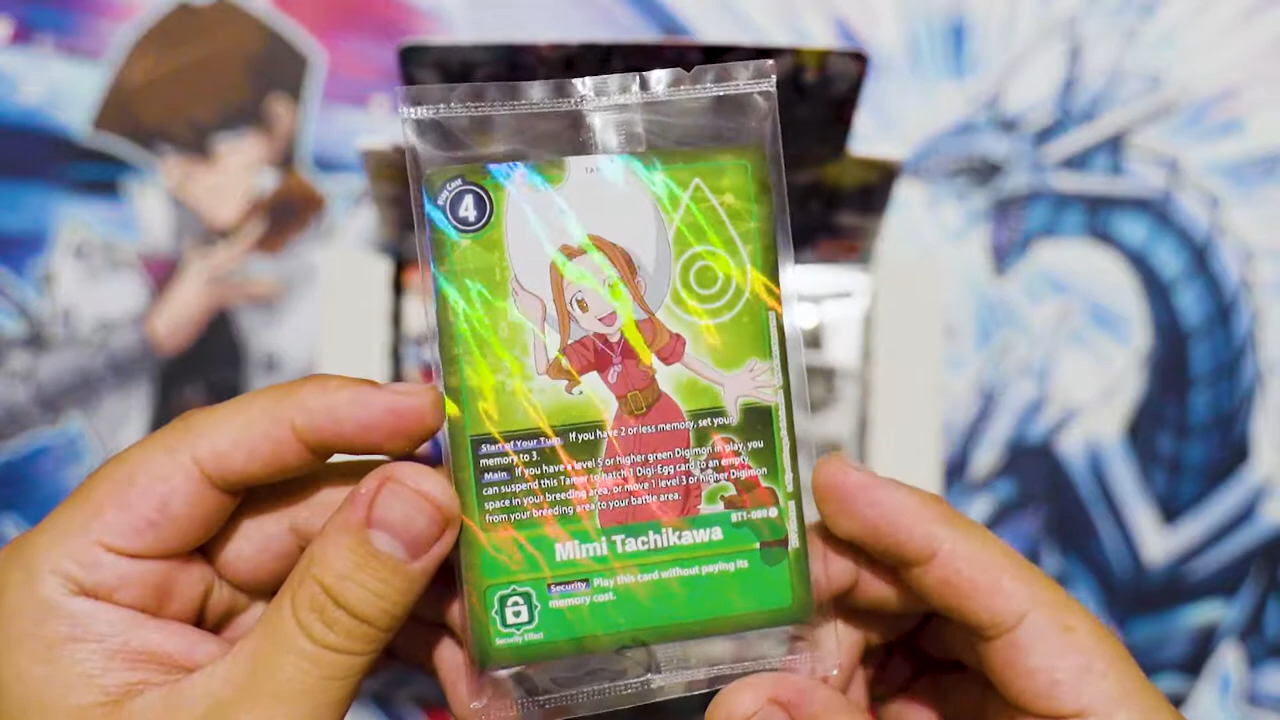 Play Cost
4
Start of Your Turn If you have 2 or less memory, set your
memory to 3.
Main If you have a level 5 or higher green Digimon in play, you
can suspend this Tamer to hatch 1 Digi-Egg card to an empty
space in your breeding area, or move 1 level 3 or higher Digimon
from your breeding area to your battle area.
BT1-089
Mimi Tachikawa
Security Play this card without paying its
memory cost.
Security Effect